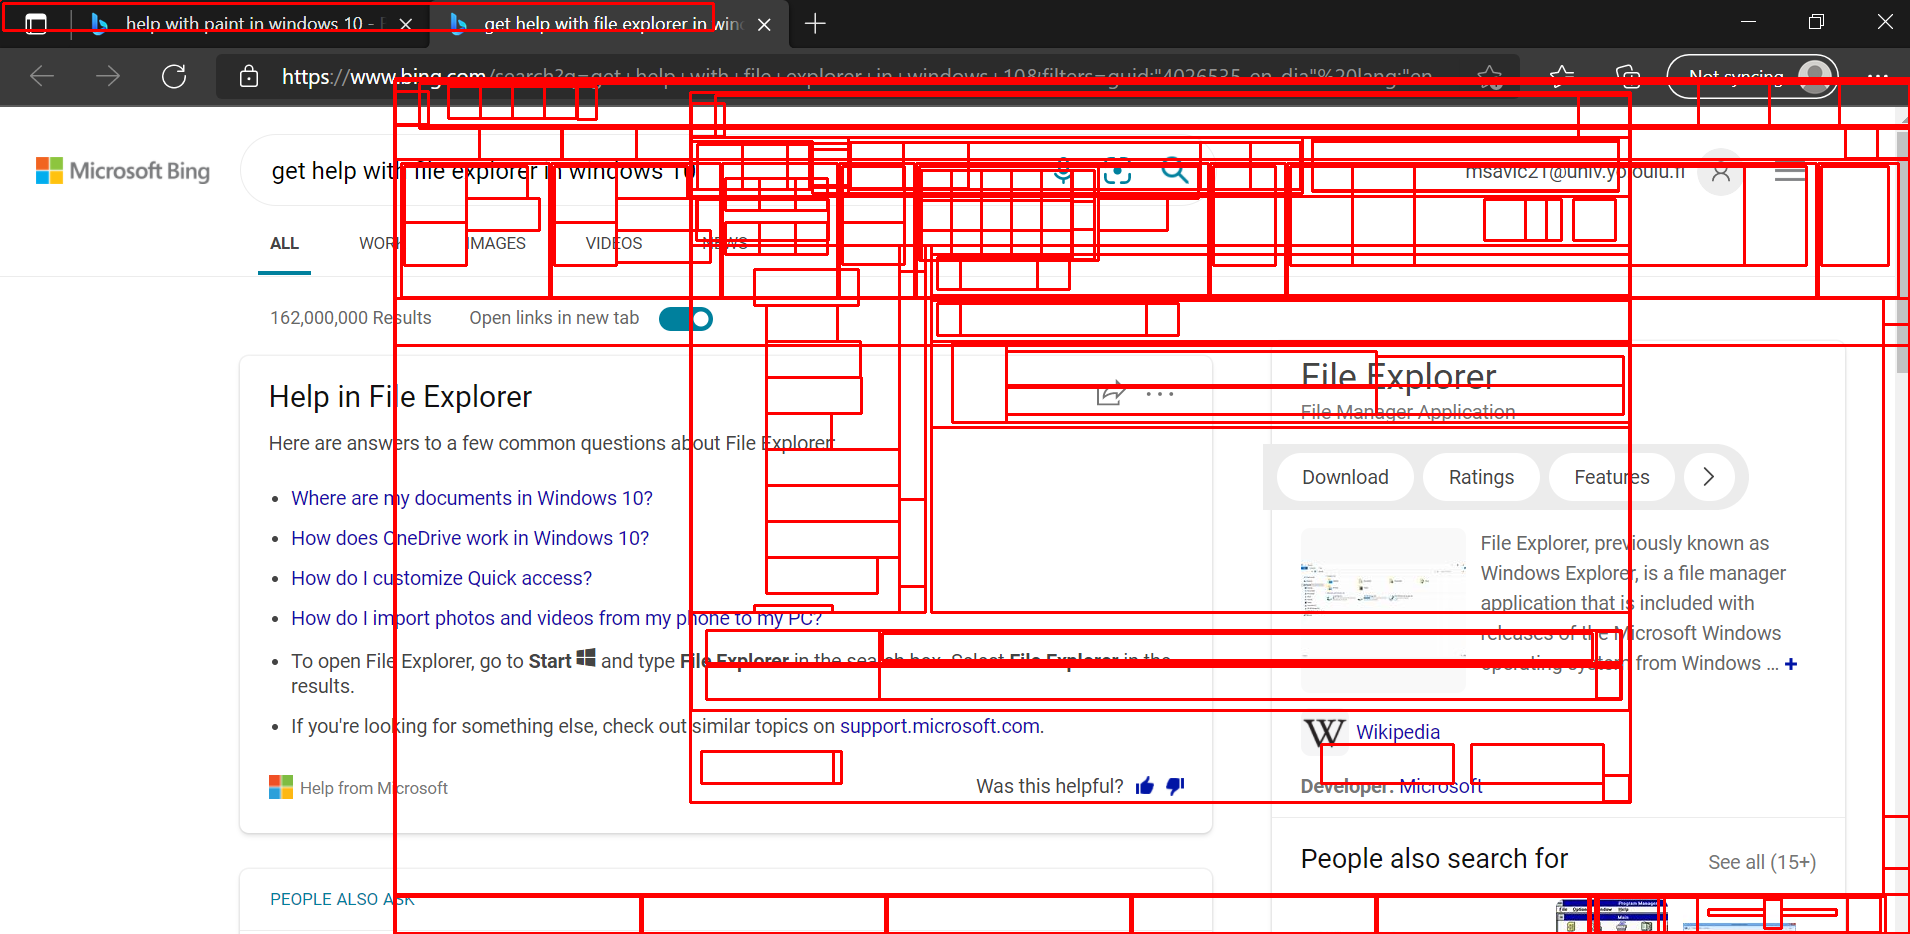 help with paint in windows 10 -
get help with file explorer in win
https://www.bing.com/search?q=get+help+with+file+explorer+in+windows+10&filters=guid:"4026535-en-dia"%20lang:"en
Not syncing
Microsoft Bing
get help with file explorer in windows 10
msavic21@univ.yo.oulu.fi
ALL
WORK
IMAGES
VIDEOS
NEWS
162,000,000 Results
Open links in new tab
Help in File Explorer
Here are answers to a few common questions about File Explorer:
Where are my documents in Windows 10?
How does OneDrive work in Windows 10?
How do I customize Quick access?
How do I import photos and videos from my phone to my PC?
To open File Explorer, go to Start and type File Explorer in the search box. Select File Explorer in the
results.
If you're looking for something else, check out similar topics on support.microsoft.com.
Help from Microsoft
Was this helpful?
PEOPLE ALSO ASK
File Explorer
File Manager Application
Download
Ratings
Features
File Explorer, previously known as
Windows Explorer, is a file manager
application that is included with
releases of the Microsoft Windows
operating system from Windows ... +
Wikipedia
Developer: Microsoft
People also search for
See all (15+)
Program Manager
Main